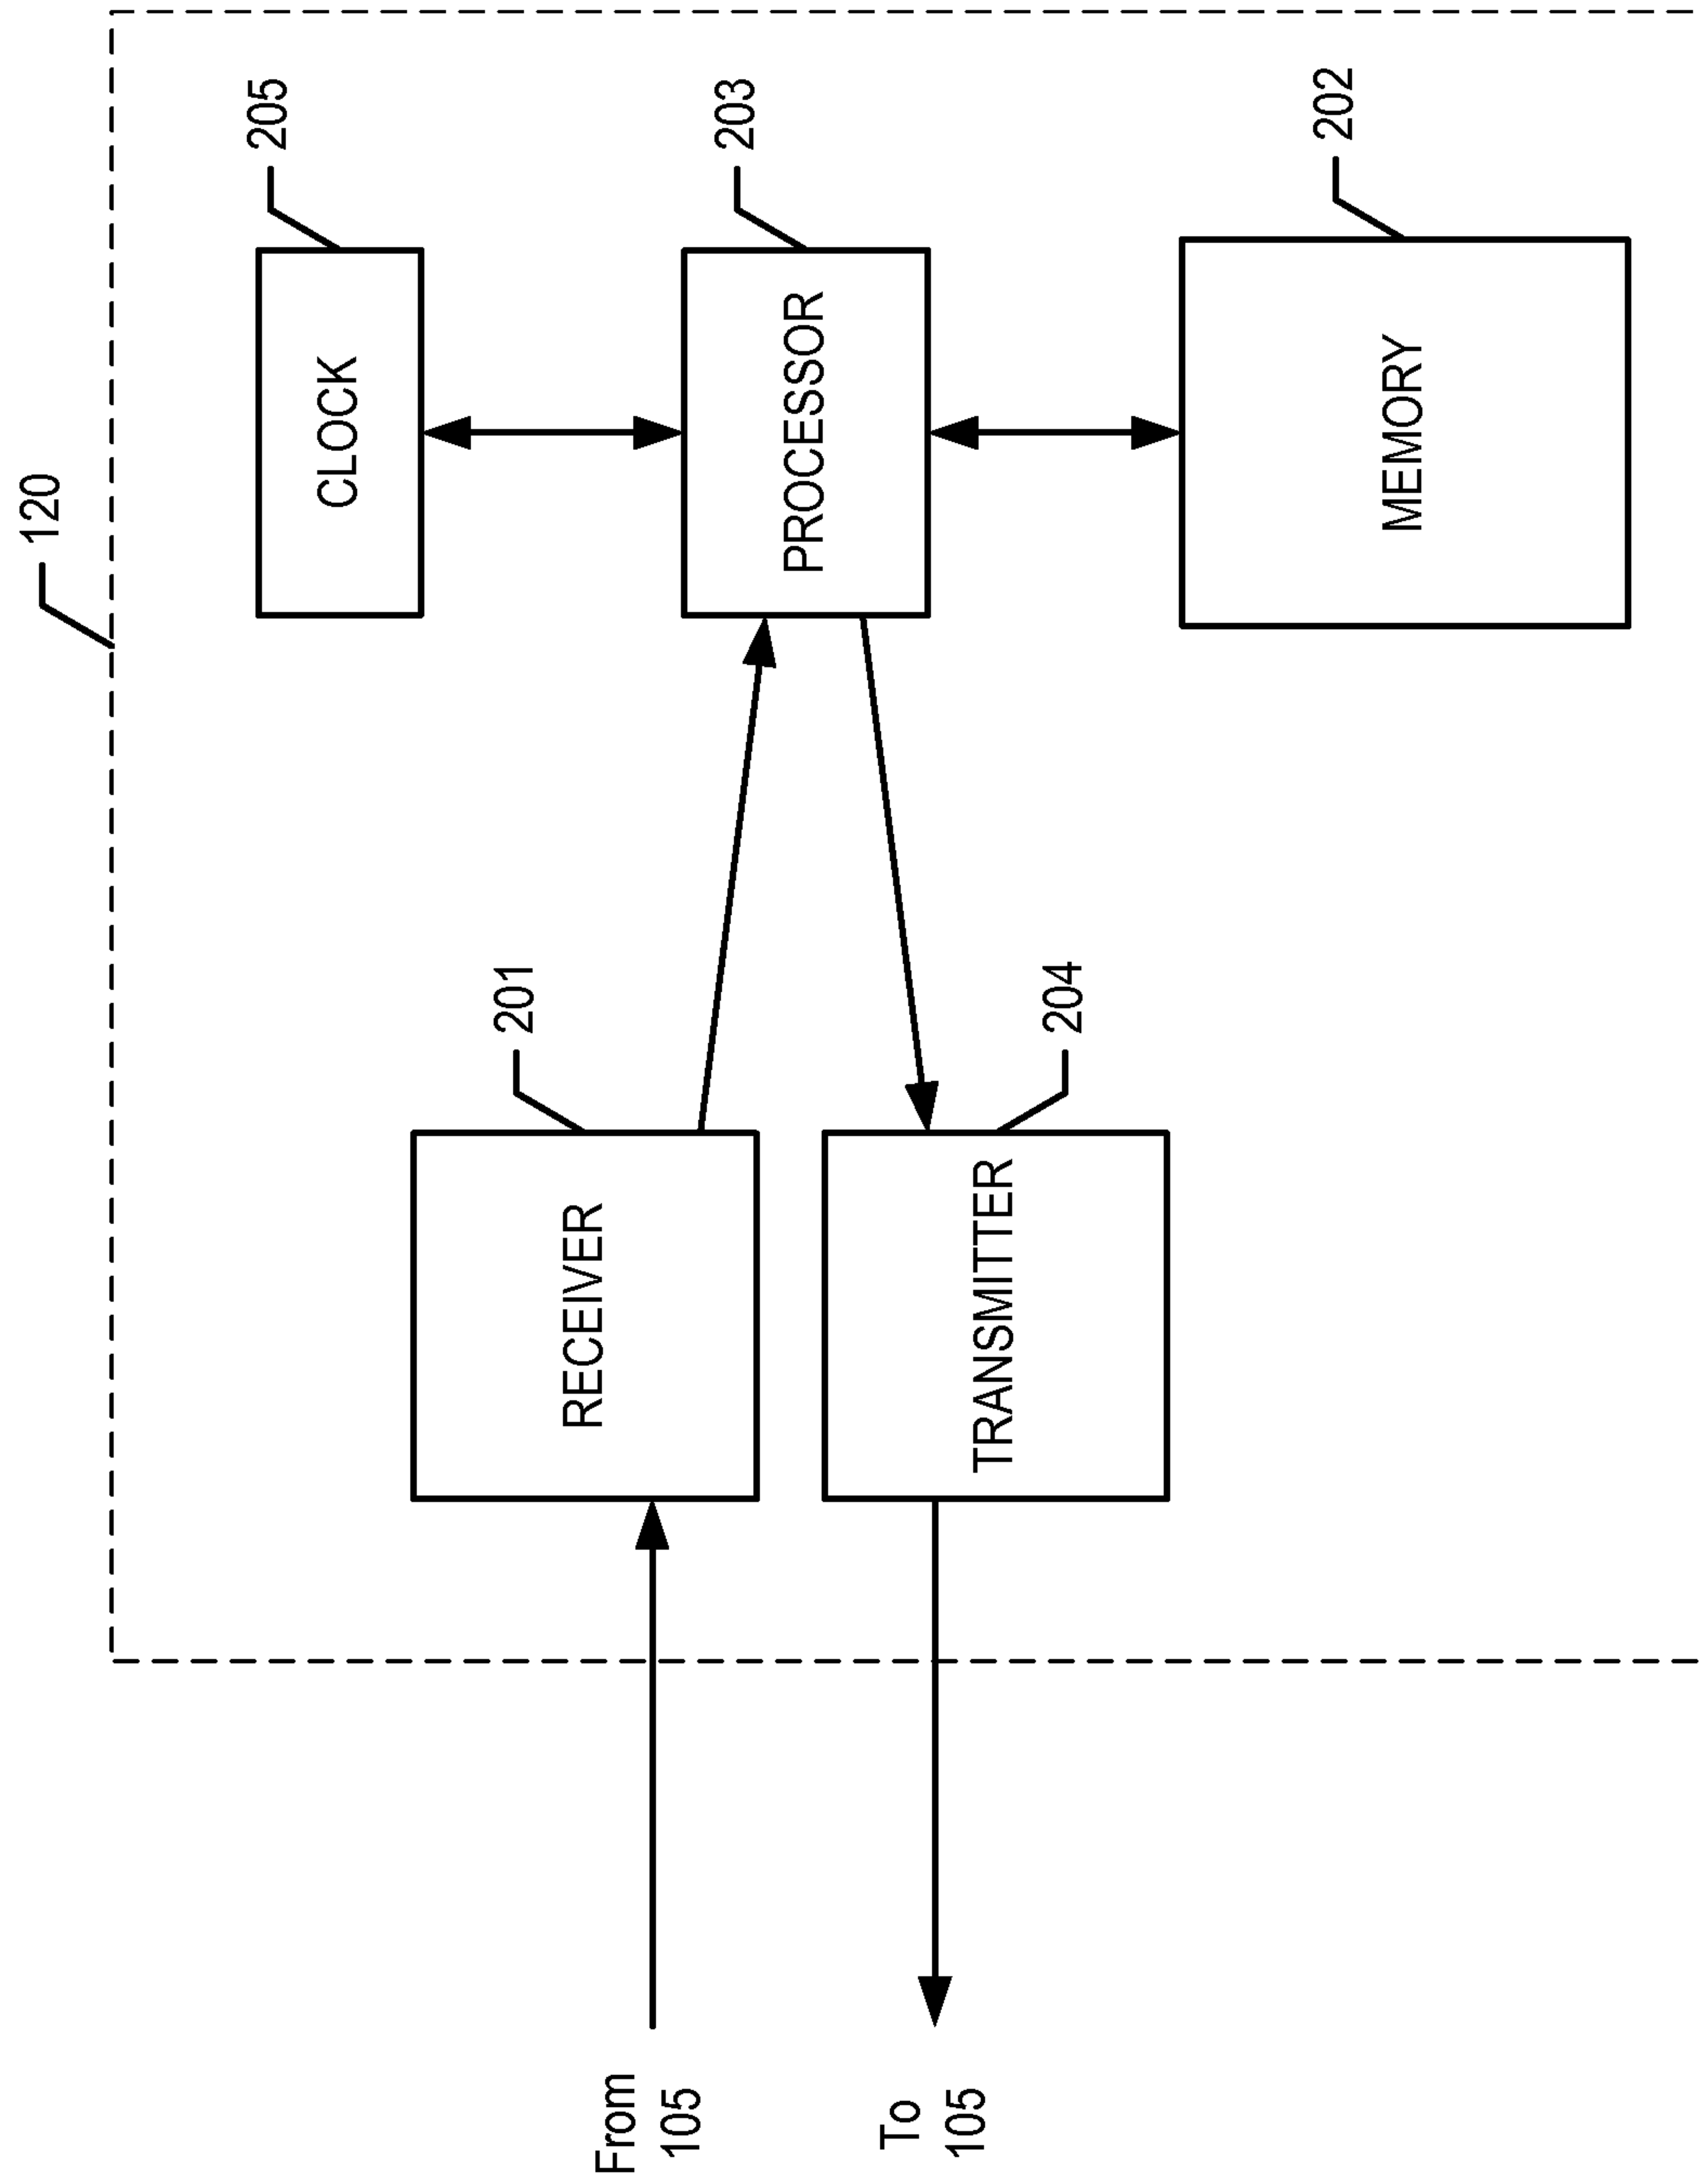 120
205
CLOCK
203
PROCESSOR
202
MEMORY
201
RECEIVER
204
TRANSMITTER
From
105
To
105